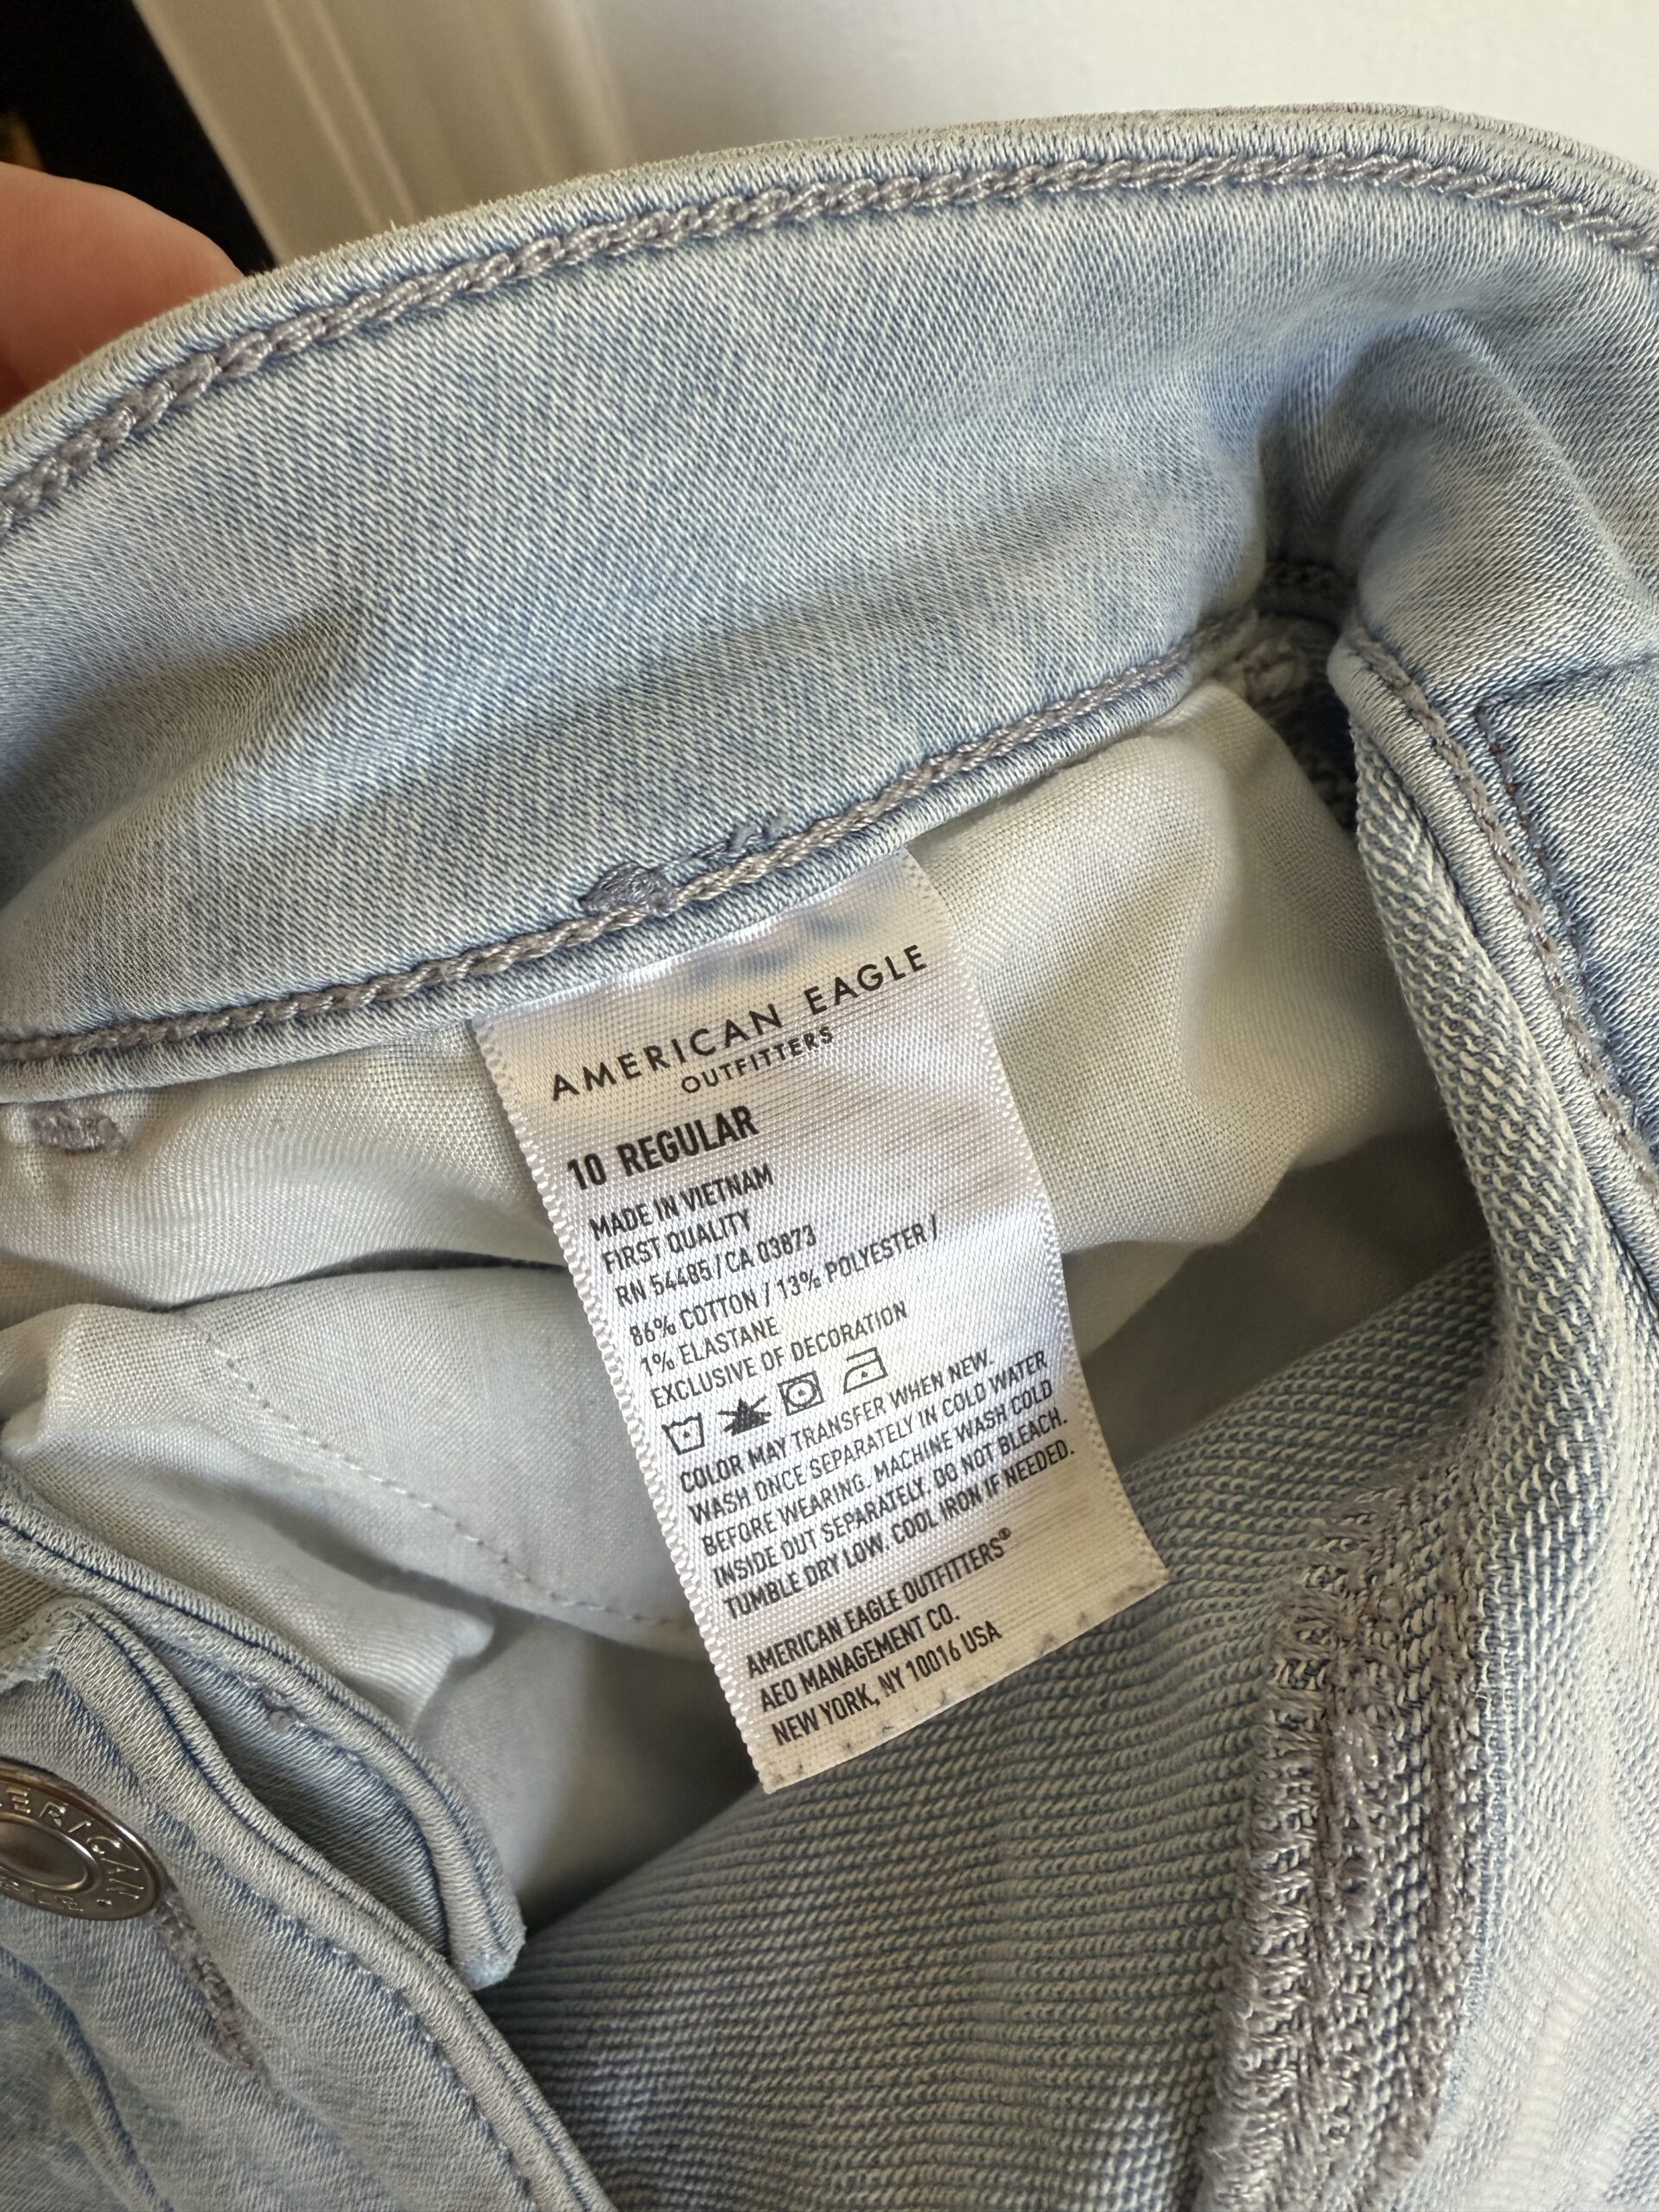 AMERICAN EAGLE
OUTFITTERS
10 REGULAR
MADE IN VIETNAM
FIRST QUALITY
RN 54485 / CA 03873
86% COTTON / 13% POLYESTER /
1% ELASTANE
EXCLUSIVE OF DECORATION
COLOR MAY TRANSFER WHEN NEW.
WASH ONCE SEPARATELY IN COLD WATER
BEFORE WEARING. MACHINE WASH COLD
INSIDE OUT SEPARATELY. DO NOT BLEACH.
TUMBLE DRY LOW. COOL IRON IF NEEDED.
AMERICAN EAGLE OUTFITTERS®
AEO MANAGEMENT CO.
NEW YORK, NY 10016 USA